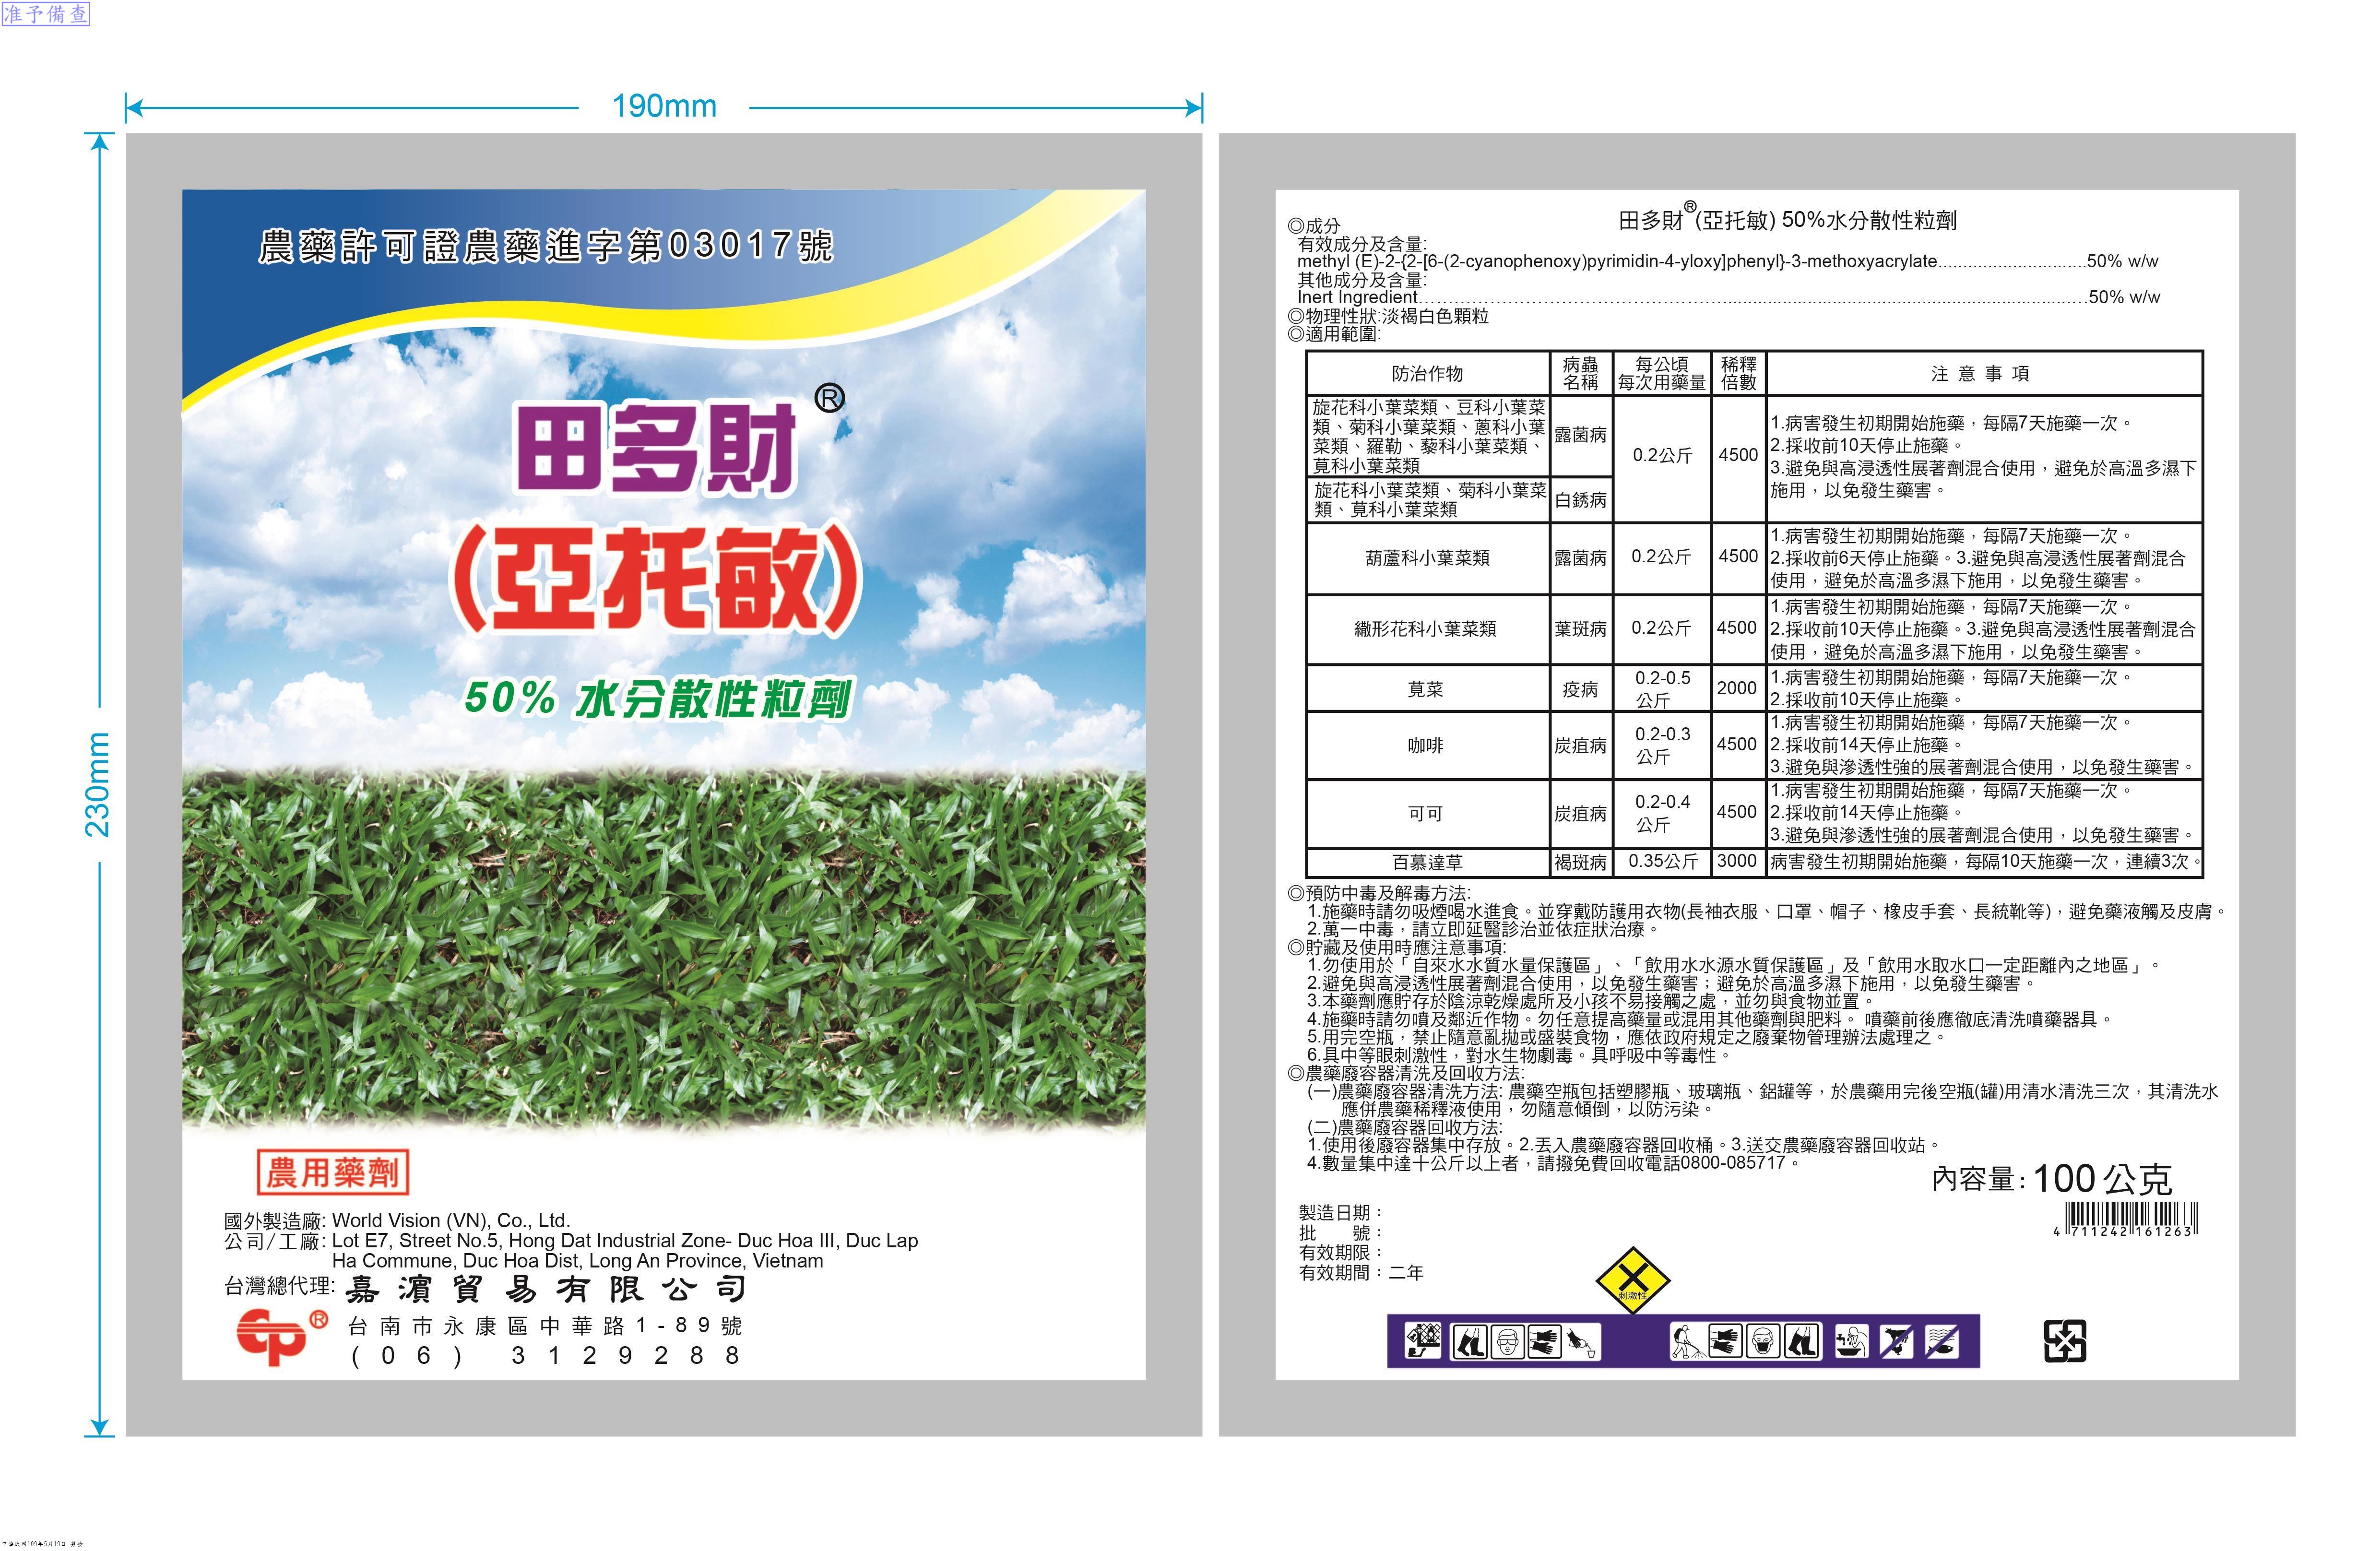 准予備查
190mm
230mm
農藥許可證農藥進字第03017號
田多財®
(亞托敏)
50% 水分散性粒劑
農用藥劑
國外製造廠: World Vision (VN), Co., Ltd.
公司/工廠: Lot E7, Street No.5, Hong Dat Industrial Zone- Duc Hoa III, Duc Lap
Ha Commune, Duc Hoa Dist, Long An Province, Vietnam
台灣總代理: 嘉濱貿易有限公司
CP®
台南市永康區中華路1-89號
(06) 3129288
田多財®(亞托敏) 50%水分散性粒劑
◎成分
有效成分及含量:
methyl (E)-2-{2-[6-(2-cyanophenoxy)pyrimidin-4-yloxy]phenyl}-3-methoxyacrylate..............................50% w/w
其他成分及含量:
Inert Ingredient..............................50% w/w
◎物理性狀:淡褐白色顆粒
◎適用範圍:
防治作物 病蟲名稱 每公頃每次用藥量 稀釋倍數 注意事項
旋花科小葉菜類、豆科小葉菜
類、菊科小葉菜類、蔥科小葉
菜類、羅勒、藜科小葉菜類、
莧科小葉菜類
露菌病
旋花科小葉菜類、菊科小葉菜
類、莧科小葉菜類
白銹病
0.2公斤 4500
1.病害發生初期開始施藥，每隔7天施藥一次。
2.採收前10天停止施藥。
3.避免與高浸透性展著劑混合使用，避免於高溫多濕下
施用，以免發生藥害。
葫蘆科小葉菜類 露菌病 0.2公斤 4500
1.病害發生初期開始施藥，每隔7天施藥一次。
2.採收前6天停止施藥。3.避免與高浸透性展著劑混合
使用，避免於高溫多濕下施用，以免發生藥害。
繖形花科小葉菜類 葉斑病 0.2公斤 4500
1.病害發生初期開始施藥，每隔7天施藥一次。
2.採收前10天停止施藥。3.避免與高浸透性展著劑混合
使用，避免於高溫多濕下施用，以免發生藥害。
莧菜 疫病 0.2-0.5公斤 2000
1.病害發生初期開始施藥，每隔7天施藥一次。
2.採收前10天停止施藥。
咖啡 炭疽病 0.2-0.3公斤 4500
1.病害發生初期開始施藥，每隔7天施藥一次。
2.採收前14天停止施藥。
3.避免與滲透性強的展著劑混合使用，以免發生藥害。
可可 炭疽病 0.2-0.4公斤 4500
1.病害發生初期開始施藥，每隔7天施藥一次。
2.採收前14天停止施藥。
3.避免與滲透性強的展著劑混合使用，以免發生藥害。
百慕達草 褐斑病 0.35公斤 3000 病害發生初期開始施藥，每隔10天施藥一次，連續3次。
◎預防中毒及解毒方法:
1.施藥時請勿吸煙喝水進食。並穿戴防護用衣物(長袖衣服、口罩、帽子、橡皮手套、長統靴等)，避免藥液觸及皮膚。
2.萬一中毒，請立即延醫診治並依症狀治療。
◎貯藏及使用時應注意事項:
1.勿使用於「自來水水質水量保護區」、「飲用水水源水質保護區」及「飲用水取水口一定距離內之地區」。
2.避免與高浸透性展著劑混合使用，以免發生藥害；避免於高溫多濕下施用，以免發生藥害。
3.本藥劑應貯存於陰涼乾燥處所及小孩不易接觸之處，並勿與食物並置。
4.施藥時請勿噴及鄰近作物。勿任意提高藥量或混用其他藥劑與肥料。 噴藥前後應徹底清洗噴藥器具。
5.用完空瓶，禁止隨意亂拋或盛裝食物，應依政府規定之廢棄物管理辦法處理之。
6.具中等眼刺激性，對水生物劇毒。具呼吸中等毒性。
◎農藥廢容器清洗及回收方法:
(一)農藥廢容器清洗方法: 農藥空瓶包括塑膠瓶、玻璃瓶、鋁罐等，於農藥用完後空瓶(罐)用清水清洗三次，其清洗水
應併農藥稀釋液使用，勿隨意傾倒，以防污染。
(二)農藥廢容器回收方法:
1.使用後廢容器集中存放。2.丟入農藥廢容器回收桶。3.送交農藥廢容器回收站。
4.數量集中達十公斤以上者，請撥免費回收電話0800-085717。
內容量: 100公克
4 711242 161263
製造日期：
批　　號：
有效期限：
有效期間：二年
刺激性
中華民國109年5月19日 簽發